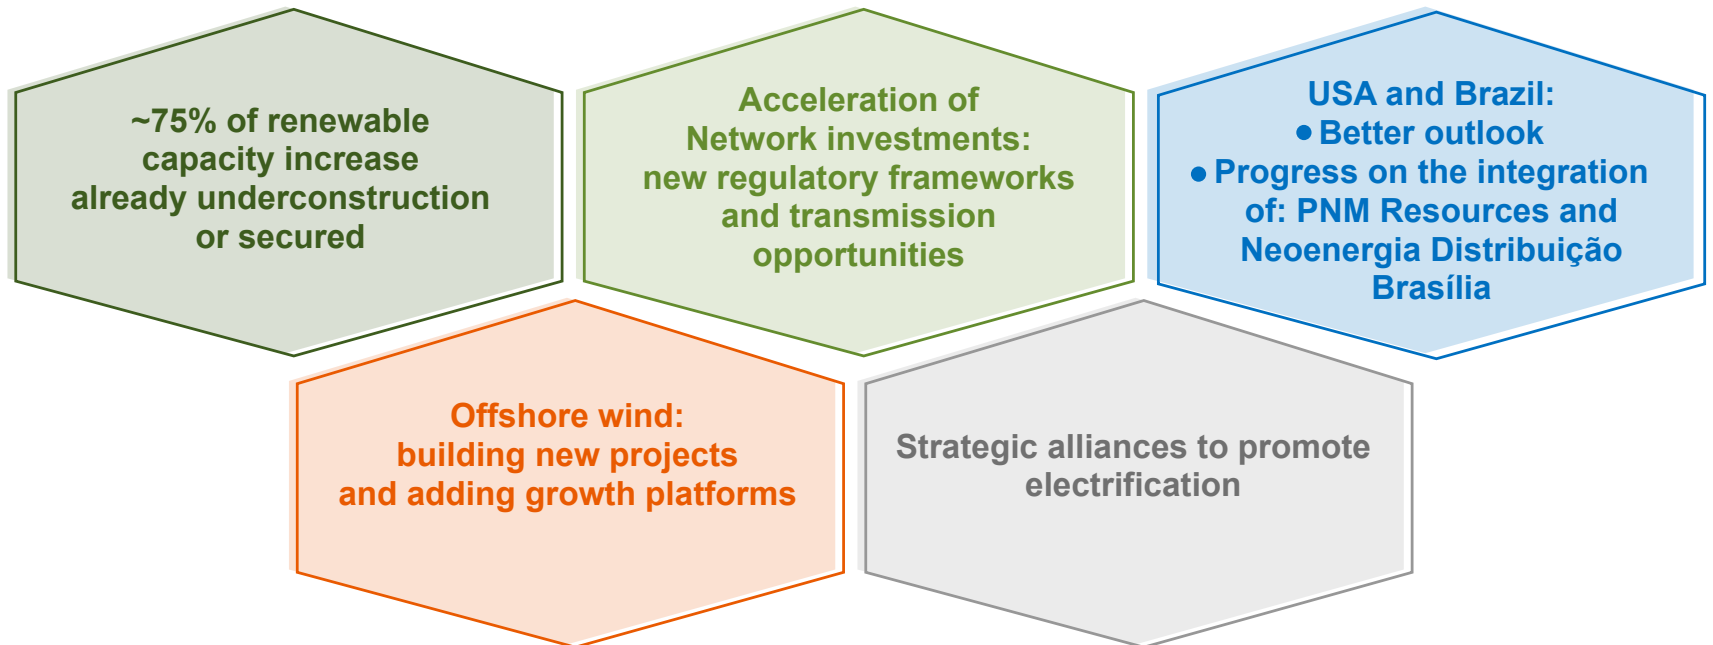 ~75% of renewable
capacity increase
already underconstruction
or secured
Acceleration of
Network investments:
new regulatory frameworks
and transmission
opportunities
USA and Brazil:
● Better outlook
● Progress on the integration
of: PNM Resources and
Neoenergia Distribuição
Brasília
Offshore wind:
building new projects
and adding growth platforms
Strategic alliances to promote
electrification